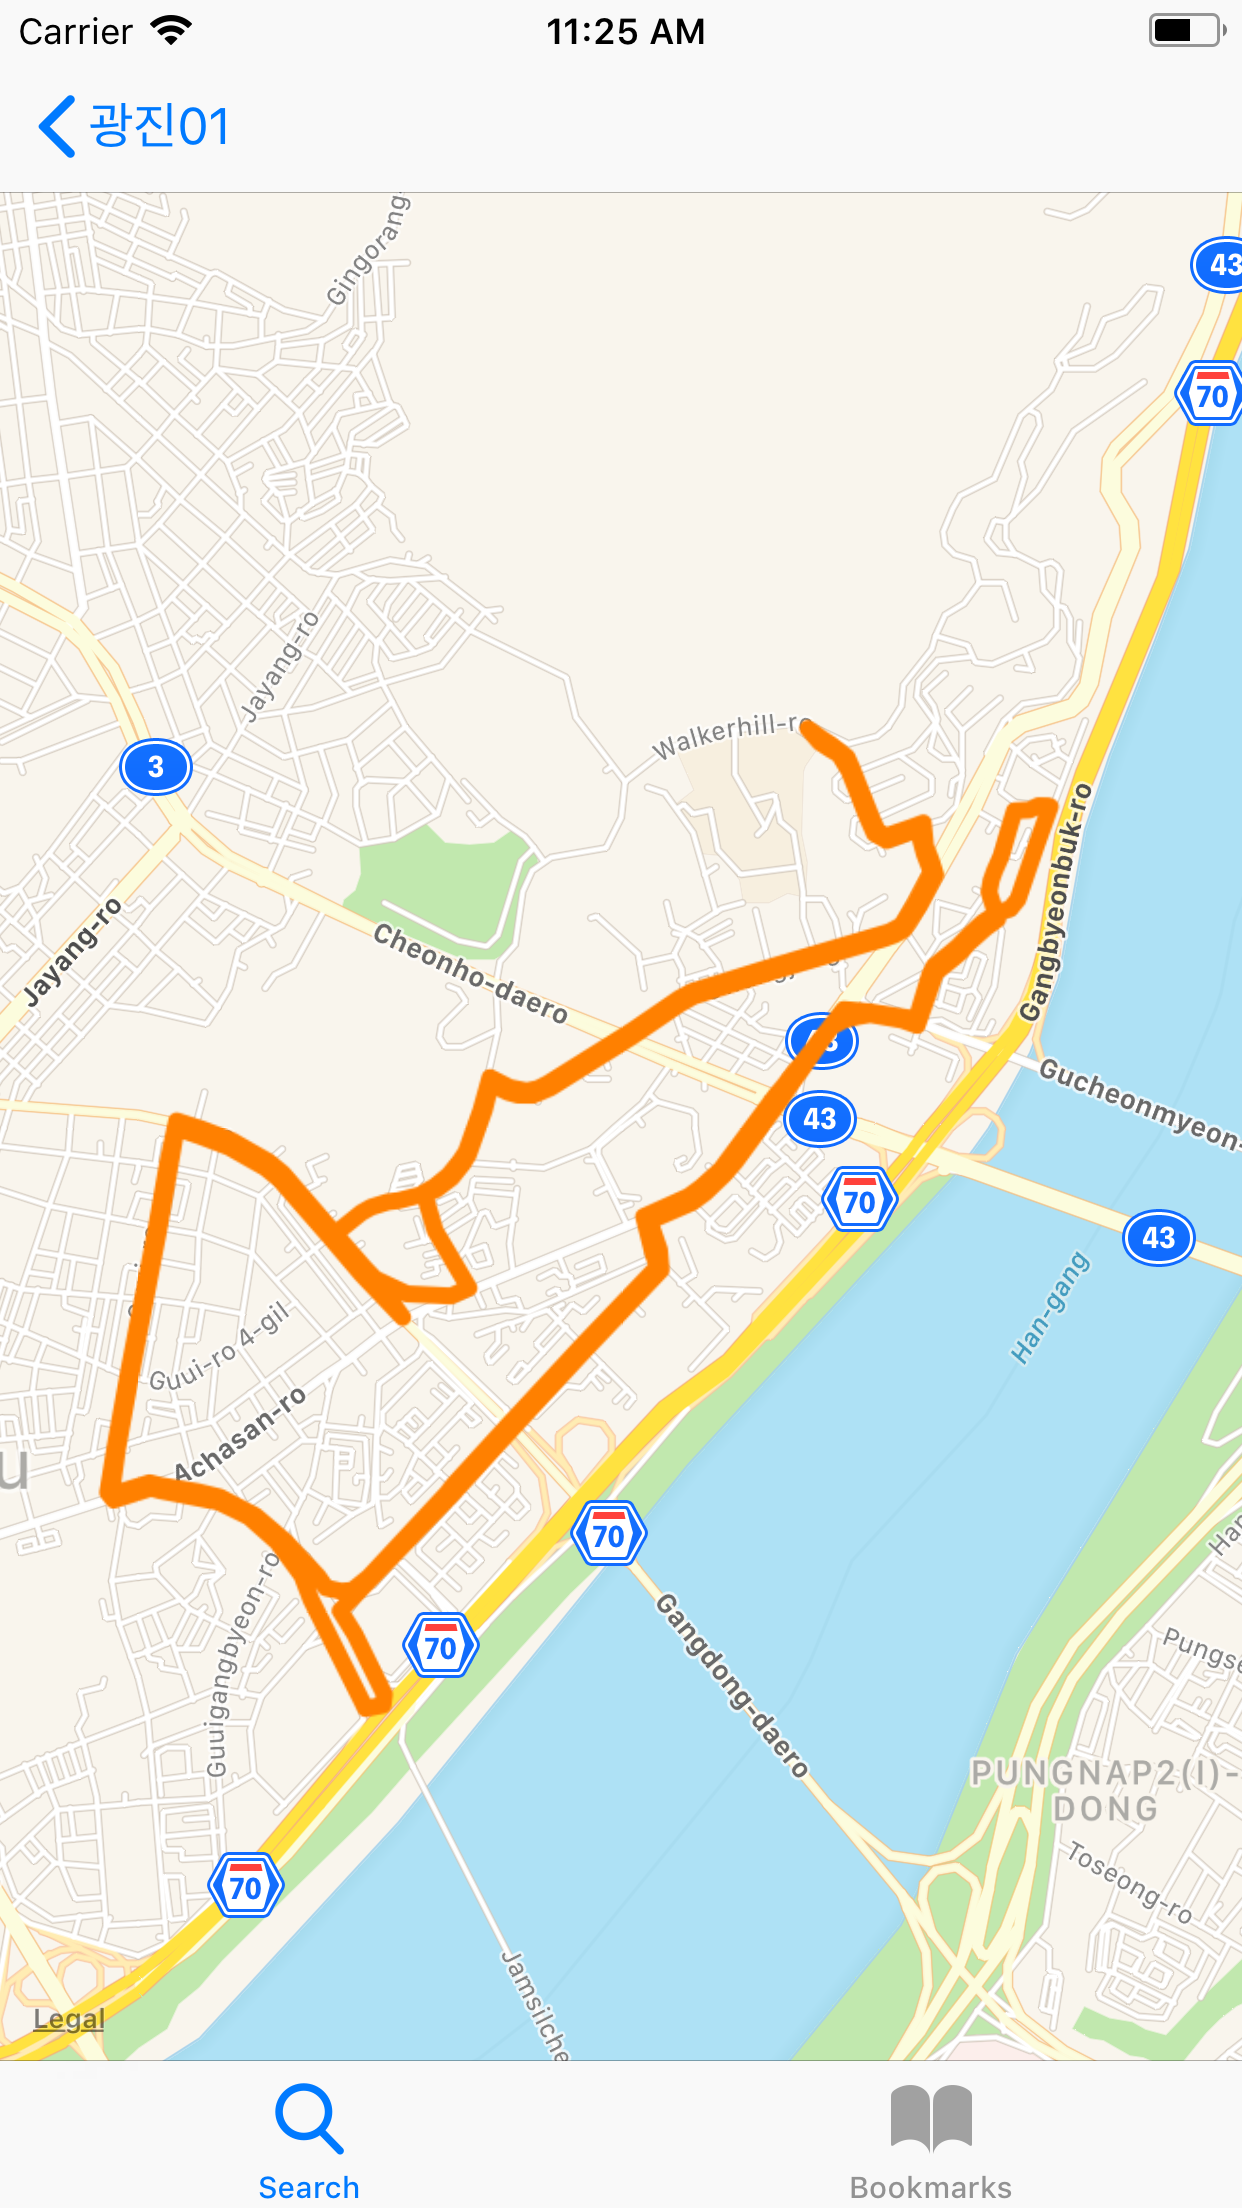 Carrier
11:25 AM
광진01
Gingorang
43
70
Jayang-ro
Walkerhill-ro
3
Jayang-ro
Cheonho-daero
Gangbyeonbuk-ro
43
43
Gucheonmyeon-
70
43
Han-gang
Guui-ro 4-gil
Achasan-ro
u
70
Han
Guuigangbyeon-ro
70
Gangdong-daero
Pungse
PUNGNAP2(I)-
DONG
Toseong-ro
70
Jamsilche
Legal
Search
Bookmarks